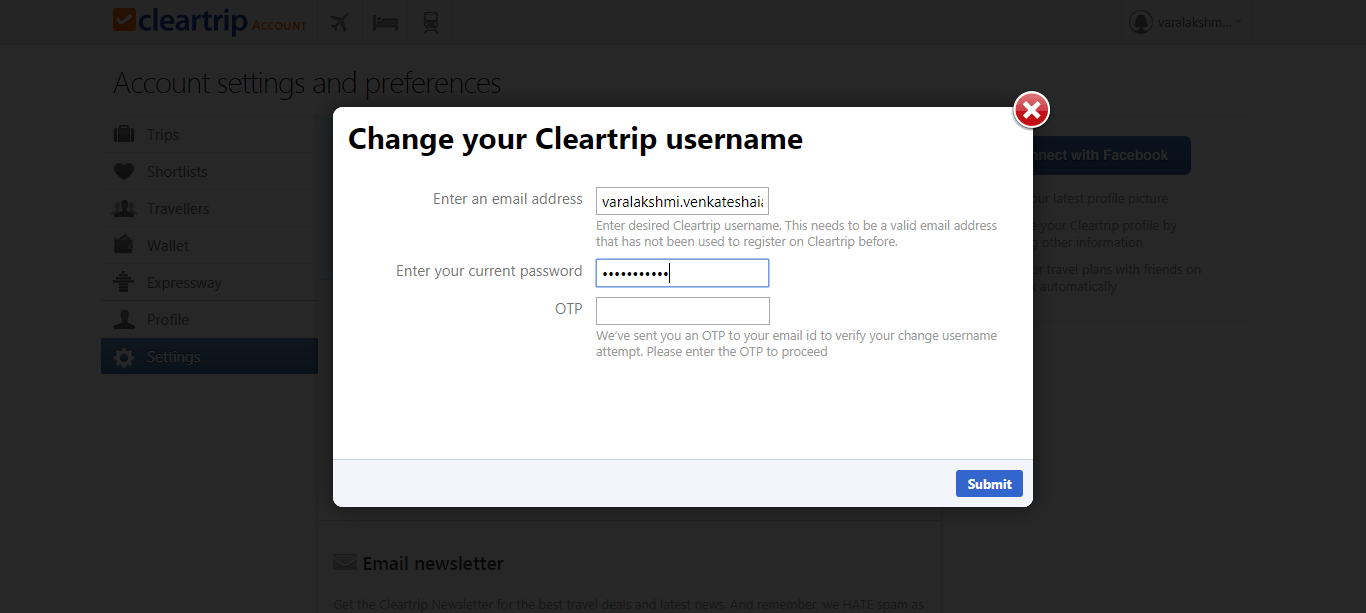 cleartrip ACCOUNT
varalakshm...
Account settings and preferences
Trips
Shortlists
Travellers
Wallet
Expressway
Profile
Settings
Change your Cleartrip username
Enter an email address
varalakshmi.venkateshaia
Enter desired Cleartrip username. This needs to be a valid email address
that has not been used to register on Cleartrip before.
Enter your current password
•••••••••••
OTP
We've sent you an OTP to your email id to verify your change username
attempt. Please enter the OTP to proceed
Submit
with Facebook
latest profile picture
your Cleartrip profile by
other information
travel plans with friends on
automatically
Email newsletter
Get the Cleartrip Newsletter for the best travel deals and latest news. And remember, we HATE spam as